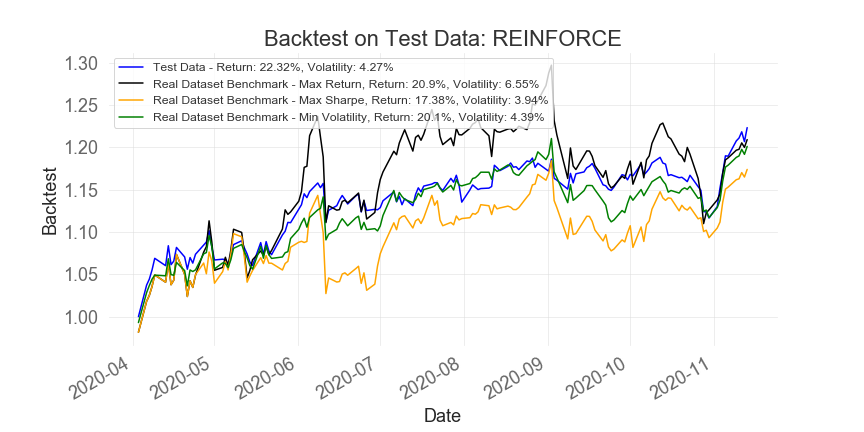 Backtest on Test Data: REINFORCE
Test Data - Return: 22.32%, Volatility: 4.27%
Real Dataset Benchmark - Max Return, Return: 20.9%, Volatility: 6.55%
Real Dataset Benchmark - Max Sharpe, Return: 17.38%, Volatility: 3.94%
Real Dataset Benchmark - Min Volatility, Return: 20.1%, Volatility: 4.39%
Backtest
1.30
1.25
1.20
1.15
1.10
1.05
1.00
2020-04
2020-05
2020-06
2020-07
2020-08
2020-09
2020-10
2020-11
Date